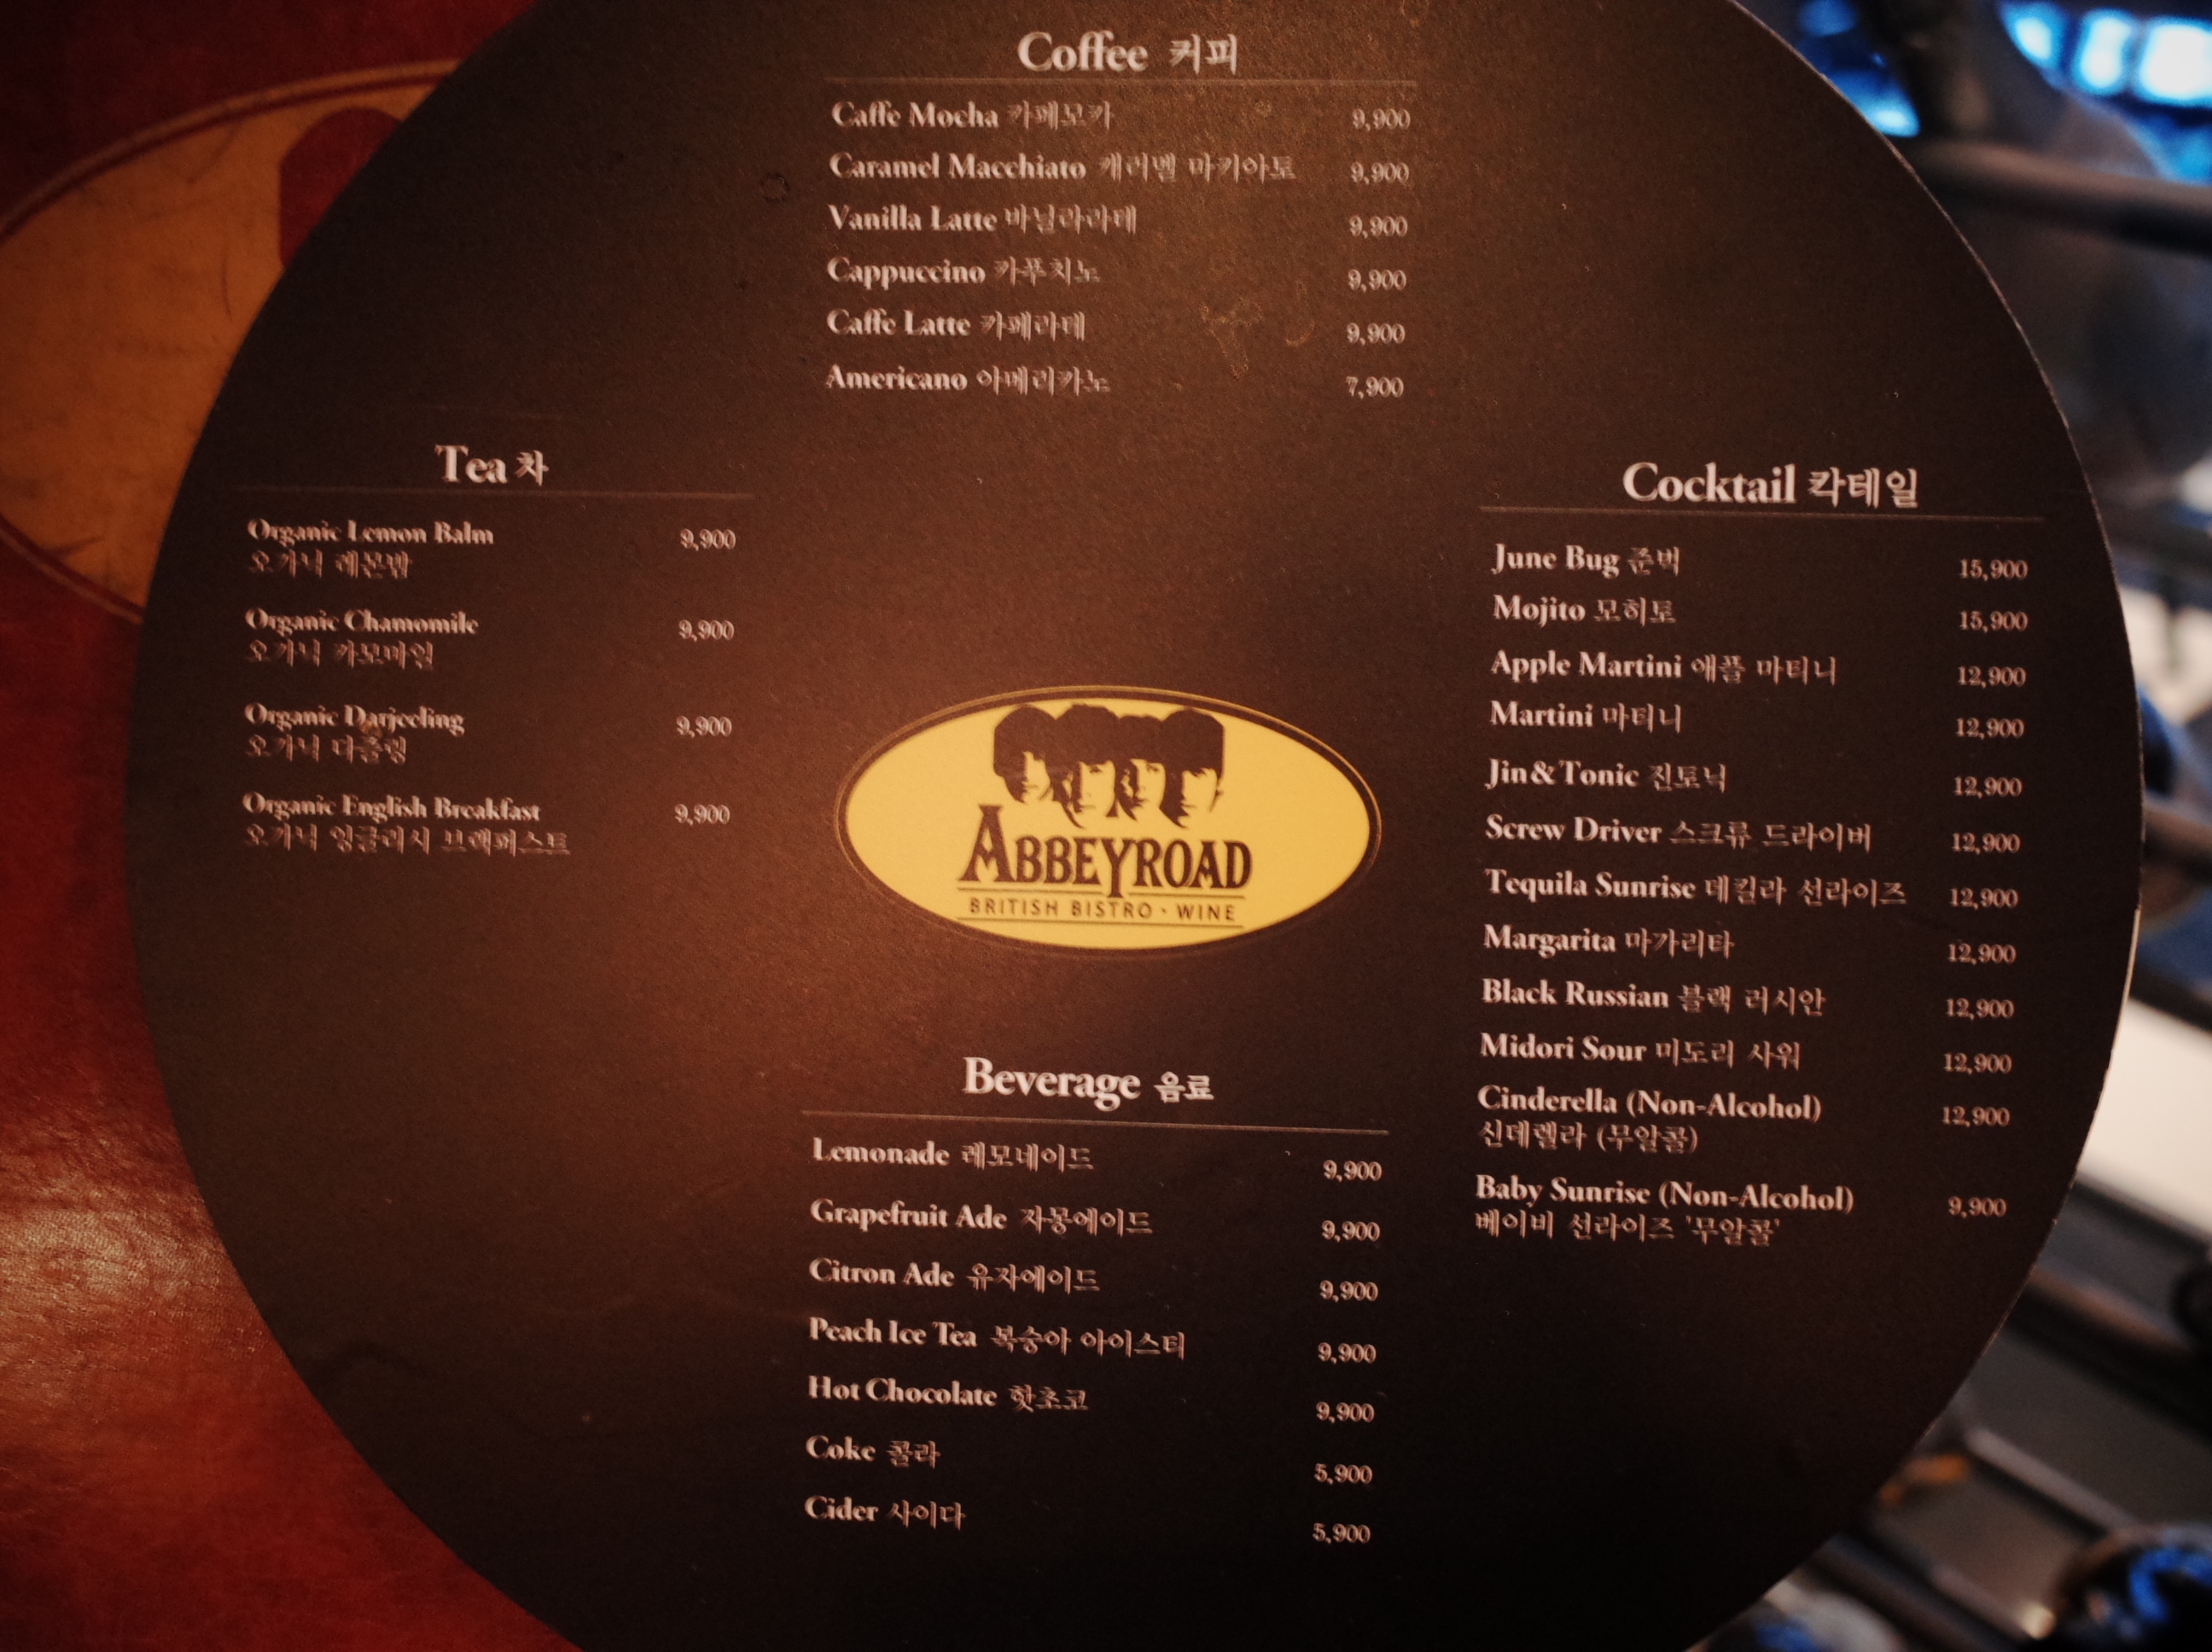 Coffee 커피
Caffe Mocha 카페모카 9,900
Caramel Macchiato 캐러멜 마키아토 9,900
Vanilla Latte 바닐라라떼 9,900
Cappuccino 카푸치노 9,900
Caffe Latte 카페라떼 9,900
Americano 아메리카노 7,900
Tea 차
Organic Lemon Balm 9,900
오가닉 레몬밤
Organic Chamomile 9,900
오가닉 카모마일
Organic Darjeeling 9,900
오가닉 다즐링
Organic English Breakfast 9,900
오가닉 잉글리시 브랙퍼스트
ABBEYROAD
BRITISH BISTRO · WINE
Cocktail 칵테일
June Bug 준벅 15,900
Mojito 모히토 15,900
Apple Martini 애플 마티니 12,900
Martini 마티니 12,900
Jin&Tonic 진토닉 12,900
Screw Driver 스크류 드라이버 12,900
Tequila Sunrise 데킬라 선라이즈 12,900
Margarita 마가리타 12,900
Black Russian 블랙 러시안 12,900
Midori Sour 미도리 사워 12,900
Cinderella (Non-Alcohol) 12,900
신데렐라 (무알콜)
Baby Sunrise (Non-Alcohol) 9,900
베이비 선라이즈 '무알콜'
Beverage 음료
Lemonade 레모네이드 9,900
Grapefruit Ade 자몽에이드 9,900
Citron Ade 유자에이드 9,900
Peach Ice Tea 복숭아 아이스티 9,900
Hot Chocolate 핫초코 9,900
Coke 콜라 5,900
Cider 사이다 5,900